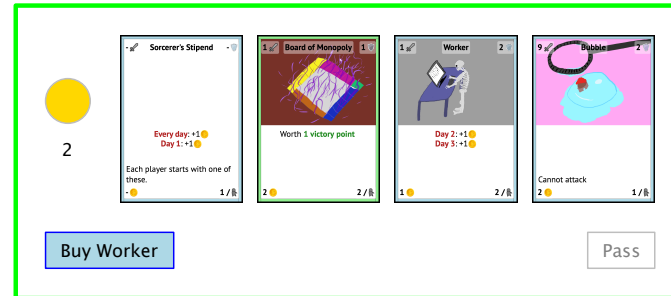 - Sorcerer's Stipend -
1 Board of Monopoly 1
1 Worker 2
9 Bubble 2
2
Every day: +1
Day 1: +1
Each player starts with one of
these.
- 1 /
Worth 1 victory point
2 2 /
Day 2: +1
Day 3: +1
1 2 /
Cannot attack
2 1 /
Buy Worker
Pass